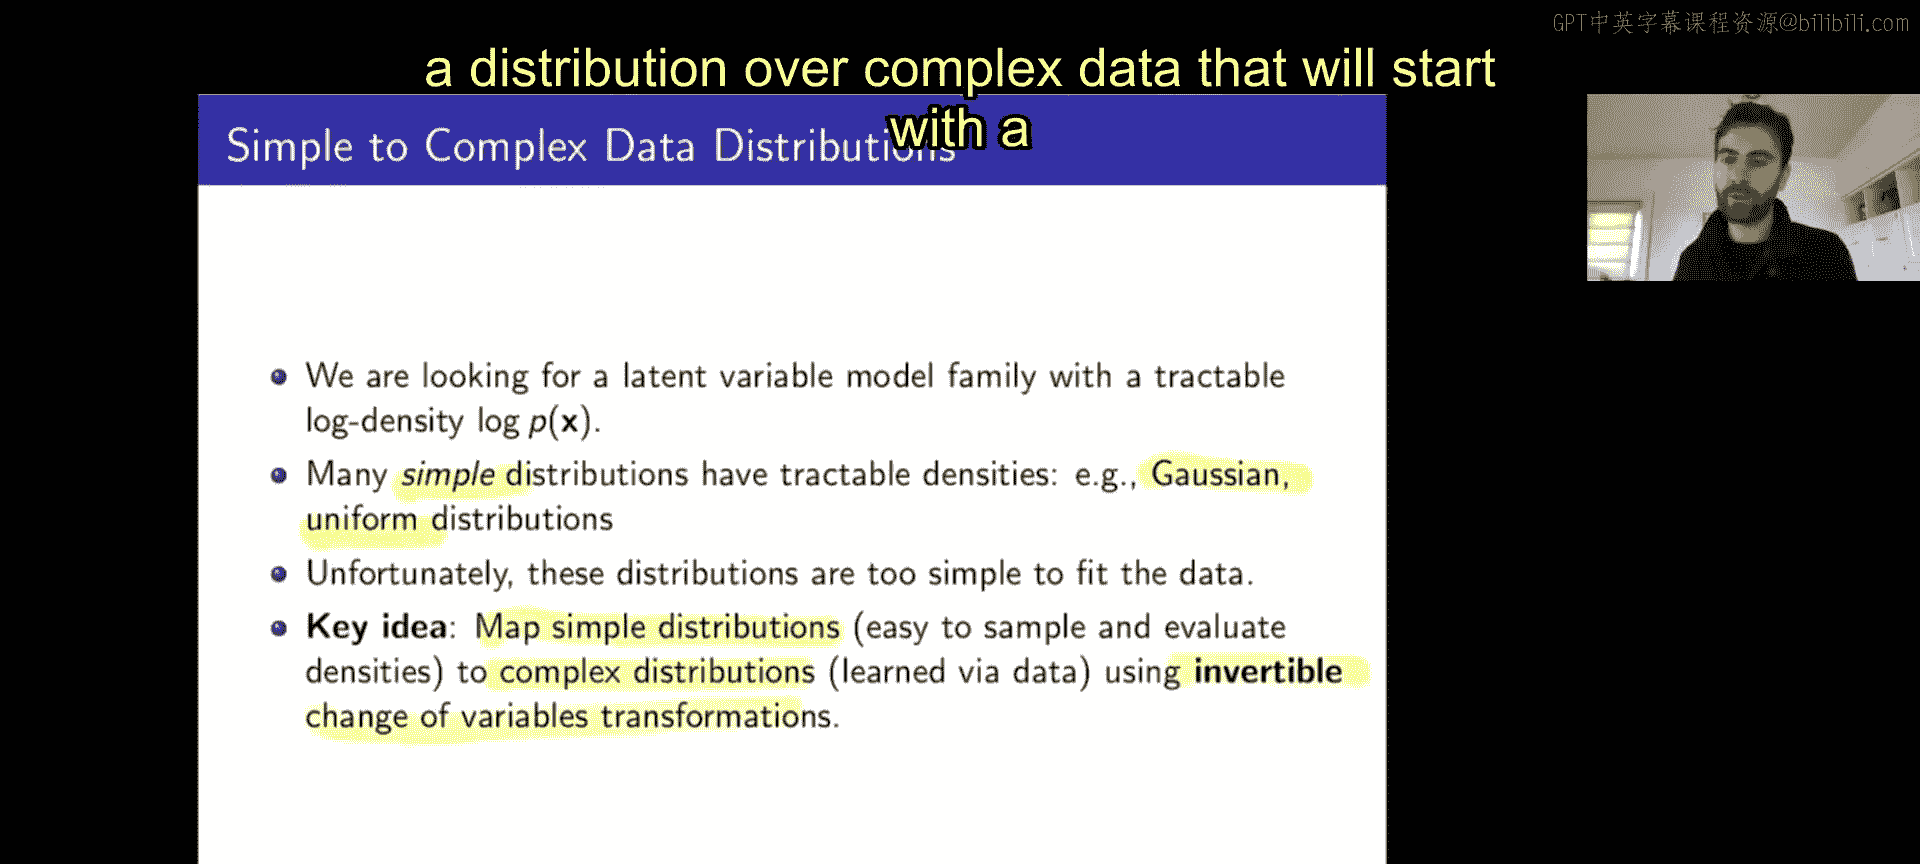 GPT中英字幕课程资源@bilibili.com
a distribution over complex data that will start
with a
Simple to Complex Data Distributions
We are looking for a latent variable model family with a tractable
log-density log p(x).
Many simple distributions have tractable densities: e.g., Gaussian,
uniform distributions
Unfortunately, these distributions are too simple to fit the data.
Key idea: Map simple distributions (easy to sample and evaluate
densities) to complex distributions (learned via data) using invertible
change of variables transformations.